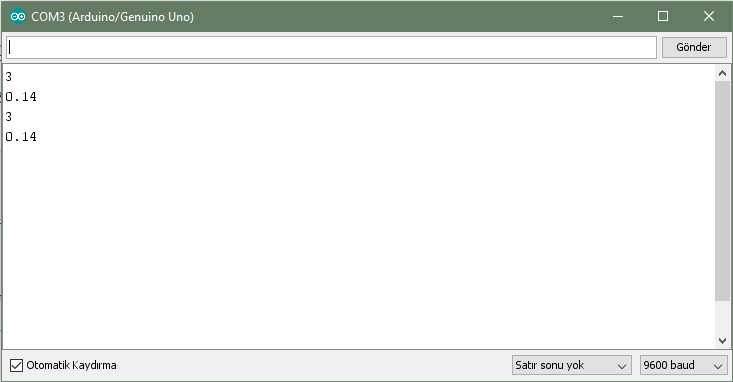 COM3 (Arduino/Genuino Uno)
Gönder
3
0.14
3
0.14
Otomatik Kaydırma
Satır sonu yok
9600 baud